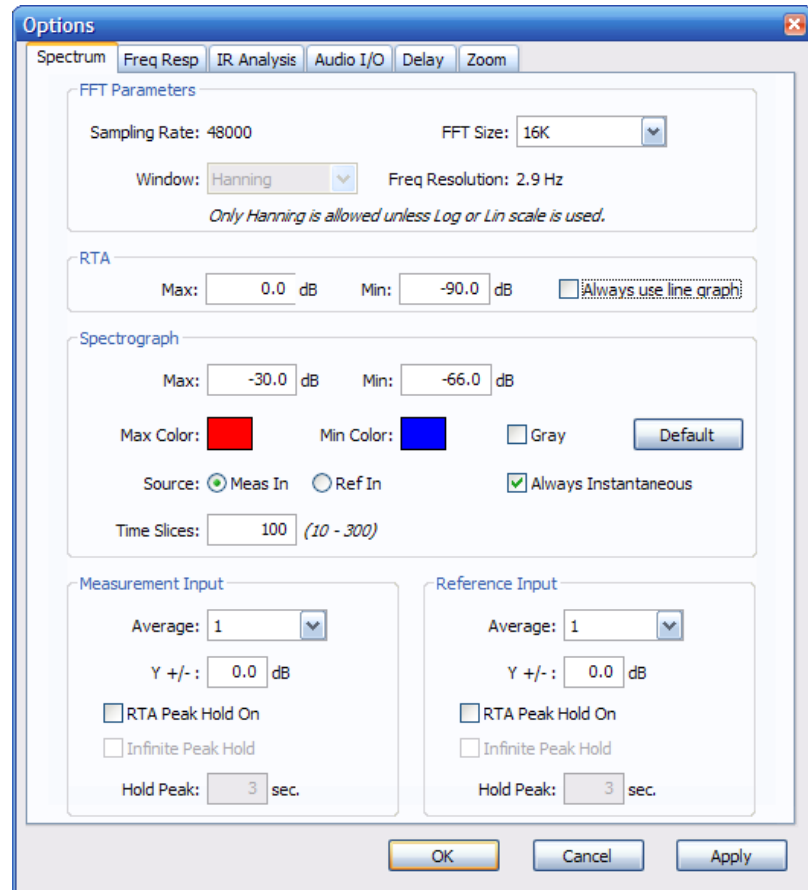 Options
Spectrum Freq Resp IR Analysis Audio I/O Delay Zoom
FFT Parameters
Sampling Rate: 48000 FFT Size: 16K
Window: Hanning Freq Resolution: 2.9 Hz
Only Hanning is allowed unless Log or Lin scale is used.
RTA
Max: 0.0 dB Min: -90.0 dB Always use line graph
Spectrograph
Max: -30.0 dB Min: -66.0 dB
Max Color: Min Color: Gray Default
Source: Meas In Ref In Always Instantaneous
Time Slices: 100 (10 - 300)
Measurement Input
Average: 1
Y +/- : 0.0 dB
RTA Peak Hold On
Infinite Peak Hold
Hold Peak: 3 sec.
Reference Input
Average: 1
Y +/- : 0.0 dB
RTA Peak Hold On
Infinite Peak Hold
Hold Peak: 3 sec.
OK Cancel Apply